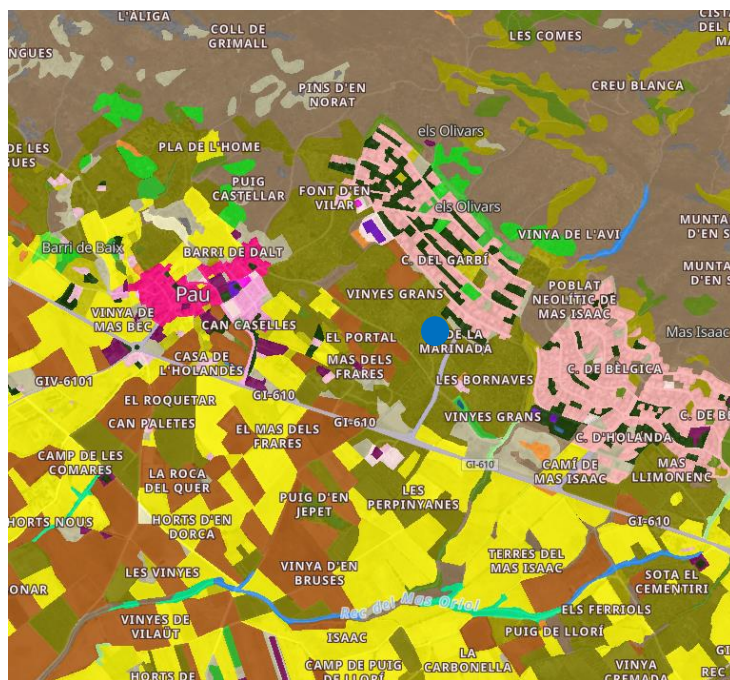 L'ÀLIGA
COLL DE
GRIMALL
LES COMES
NGUES
PINS D'EN
NORAT
CREU BLANCA
els Olivars
DE LES
GUES
PLA DE L'HOME
PUIG
CASTELLAR
FONT D'EN
VILAR
els Olivars
VINYA DE L'AVI
MUNTA
D'EN S
Barri de Baix
BARRI DE DALT
C. DEL GARBÍ
MUNTA
D'EN S
Pau
VINYES GRANS
POBLAT
NEOLÍTIC DE
MAS ISAAC
VINYA DE
MAS BEC
CAN CASELLES
EL PORTAL
DE LA
MARINADA
Mas Isaac
CASA DE
L'HOLANDÈS
MAS DELS
FRARES
C. DE BÈLGICA
GIV-6101
LES BORNAVES
EL ROQUETAR
GI-610
CAN PALETES
GI-610
VINYES GRANS
C. DE BÈ
EL MAS DELS
FRARES
C. D'HOLANDA
CAMP DE LES
COMARES
GI-610
CAMÍ DE
MAS ISAAC
MAS
LLIMONENC
LA ROCA
DEL QUER
PUIG D'EN
JEPET
LES
PERPINYANES
HORTS NOUS
HORTS D'EN
DORCA
GI-610
TERRES DEL
MAS ISAAC
LES VINYES
VINYA D'EN
BRUSES
SOTA EL
CEMENTIRI
ONAR
Rec del Mas Oriol
ELS FERRIOLS
VINYES DE
VILAÜT
ISAAC
PUIG DE LLORÍ
HORTS DE
CAMP DE PUIG
DE LLORÍ
LA
CARBONELLA
VINYA
CREMADA
GI
REC